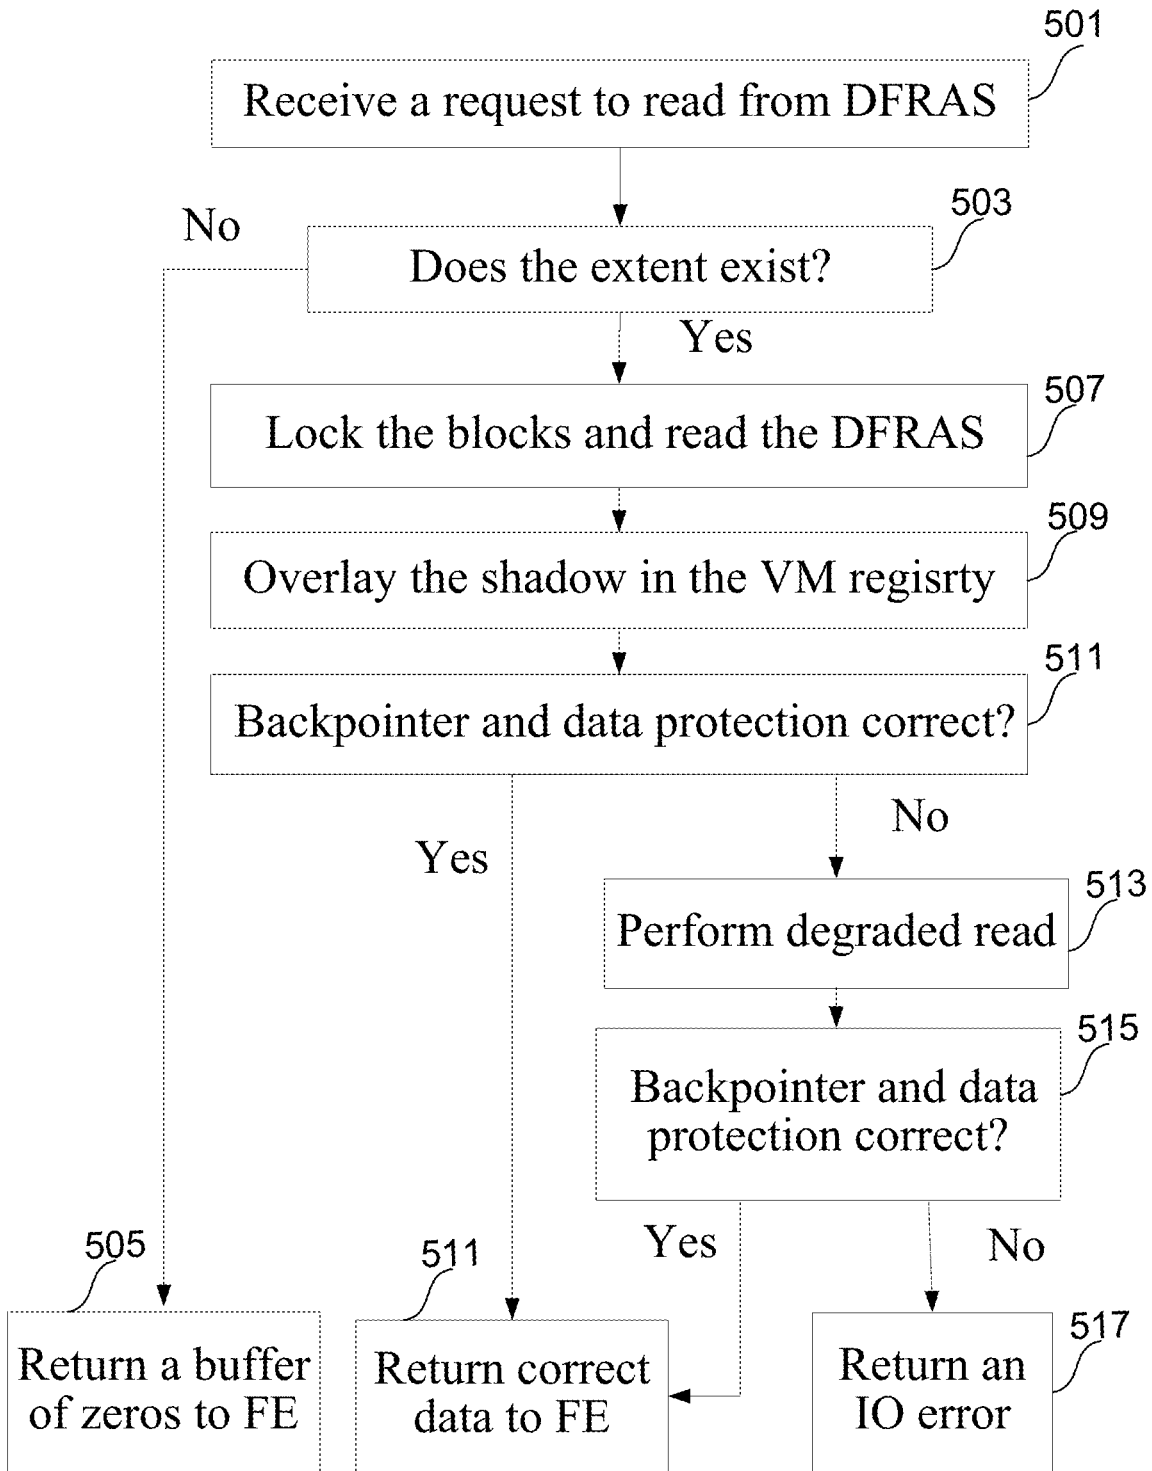 501
Receive a request to read from DFRAS
No
503
Does the extent exist?
Yes
507
Lock the blocks and read the DFRAS
509
Overlay the shadow in the VM regisrty
511
Backpointer and data protection correct?
No
Yes
513
Perform degraded read
515
Backpointer and data
protection correct?
Yes
No
505
Return a buffer
of zeros to FE
511
Return correct
data to FE
517
Return an
IO error